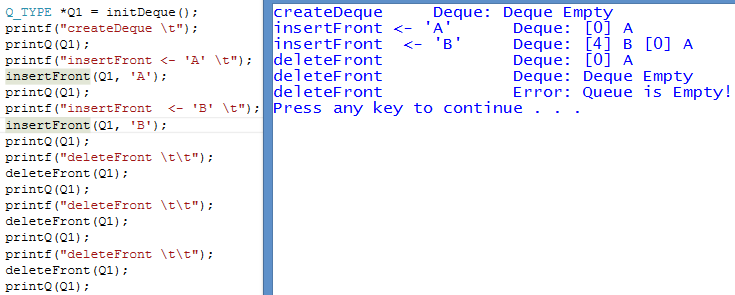 Q_TYPE *Q1 = initDeque();
printf("createDeque \t");
printQ(Q1);
printf("insertFront <- 'A' \t");
insertFront(Q1, 'A');
printQ(Q1);
printf("insertFront  <- 'B' \t");
insertFront(Q1, 'B');
printQ(Q1);
printf("deleteFront \t\t");
deleteFront(Q1);
printQ(Q1);
printf("deleteFront \t\t");
deleteFront(Q1);
printQ(Q1);
printf("deleteFront \t\t");
deleteFront(Q1);
printQ(Q1);
createDeque     Deque: Deque Empty
insertFront <- 'A'      Deque: [0] A
insertFront  <- 'B'     Deque: [4] B [0] A
deleteFront             Deque: [0] A
deleteFront             Deque: Deque Empty
deleteFront             Error: Queue is Empty!
Press any key to continue . . .